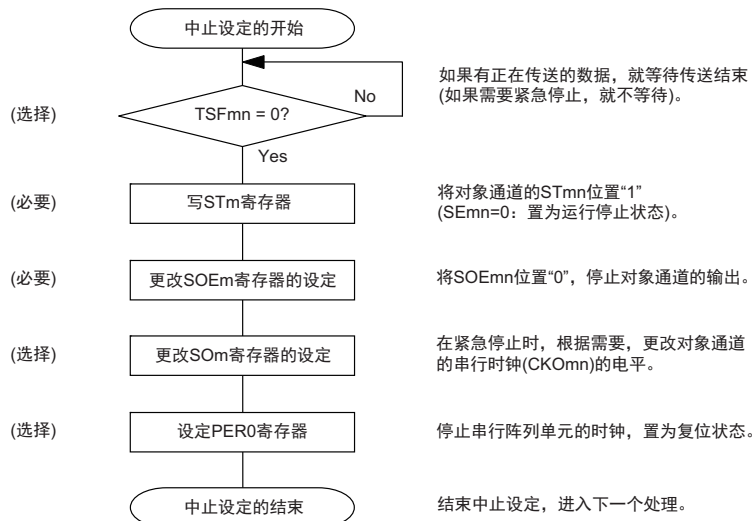 中止设定的开始
如果有正在传送的数据，就等待传送结束
(如果需要紧急停止，就不等待)。
(选择)
TSFmn = 0?
No
Yes
(必要)
写STm寄存器
将对象通道的STmn位置“1”
(SEmn=0：置为运行停止状态)。
(必要)
更改SOEm寄存器的设定
将SOEmn位置“0”，停止对象通道的输出。
(选择)
更改SOm寄存器的设定
在紧急停止时，根据需要，更改对象通道
的串行时钟(CKOmn)的电平。
(选择)
设定PER0寄存器
停止串行阵列单元的时钟，置为复位状态。
中止设定的结束
结束中止设定，进入下一个处理。